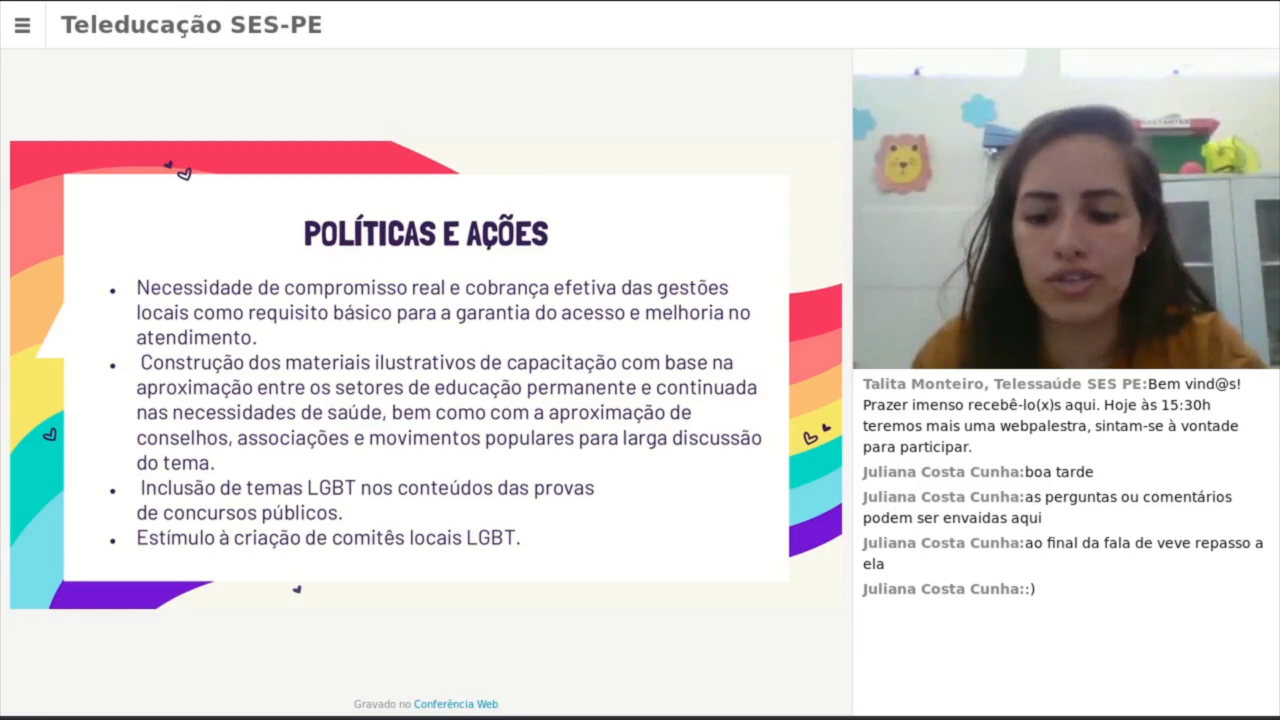 Teleducação SES-PE
POLÍTICAS E AÇÕES
• Necessidade de compromisso real e cobrança efetiva das gestões
locais como requisito básico para a garantia do acesso e melhoria no
atendimento.
• Construção dos materiais ilustrativos de capacitação com base na
aproximação entre os setores de educação permanente e continuada
nas necessidades de saúde, bem como com a aproximação de
conselhos, associações e movimentos populares para larga discussão
do tema.
• Inclusão de temas LGBT nos conteúdos das provas
de concursos públicos.
• Estímulo à criação de comitês locais LGBT.
Gravado no Conferência Web
Talita Monteiro, Telessaúde SES PE:Bem vind@s!
Prazer imenso recebê-lo(x)s aqui. Hoje às 15:30h
teremos mais uma webpalestra, sintam-se à vontade
para participar.
Juliana Costa Cunha:boa tarde
Juliana Costa Cunha:as perguntas ou comentários
podem ser envaidas aqui
Juliana Costa Cunha:ao final da fala de veve repasso a
ela
Juliana Costa Cunha::)